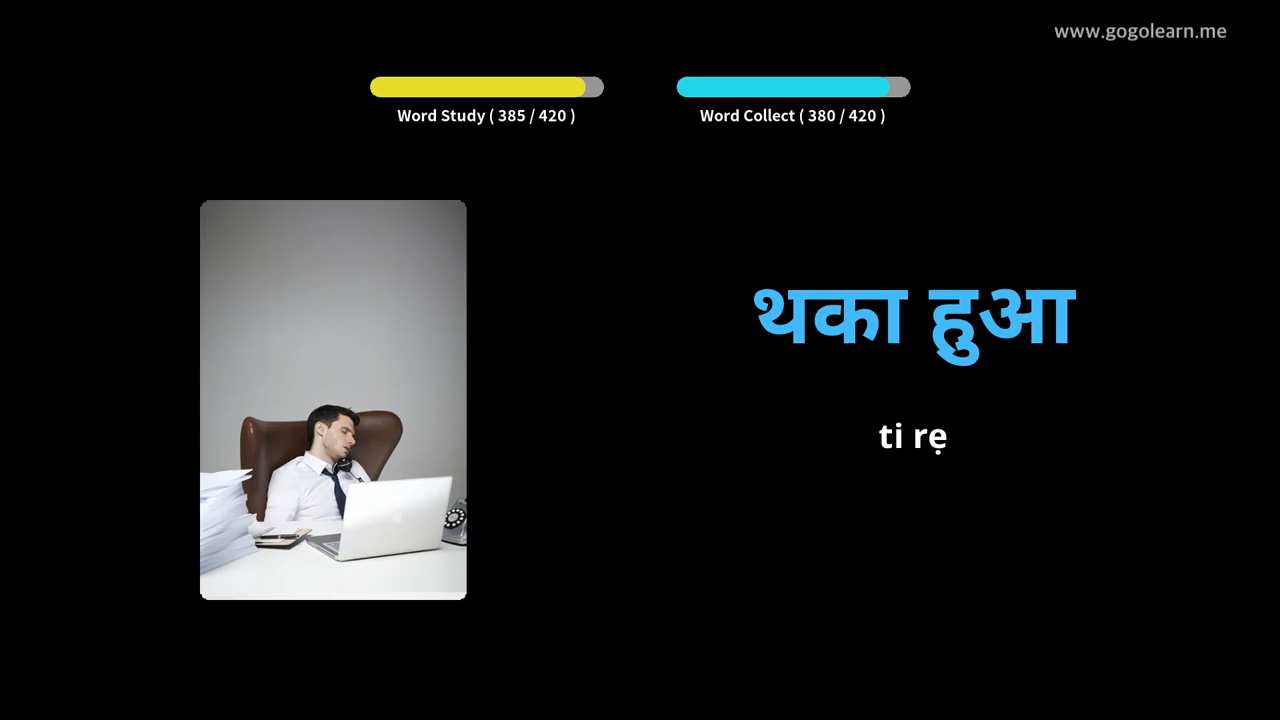 www.gogolearn.me
Word Study ( 385 / 420 )
Word Collect ( 380 / 420 )
थका हुआ
ti rẹ